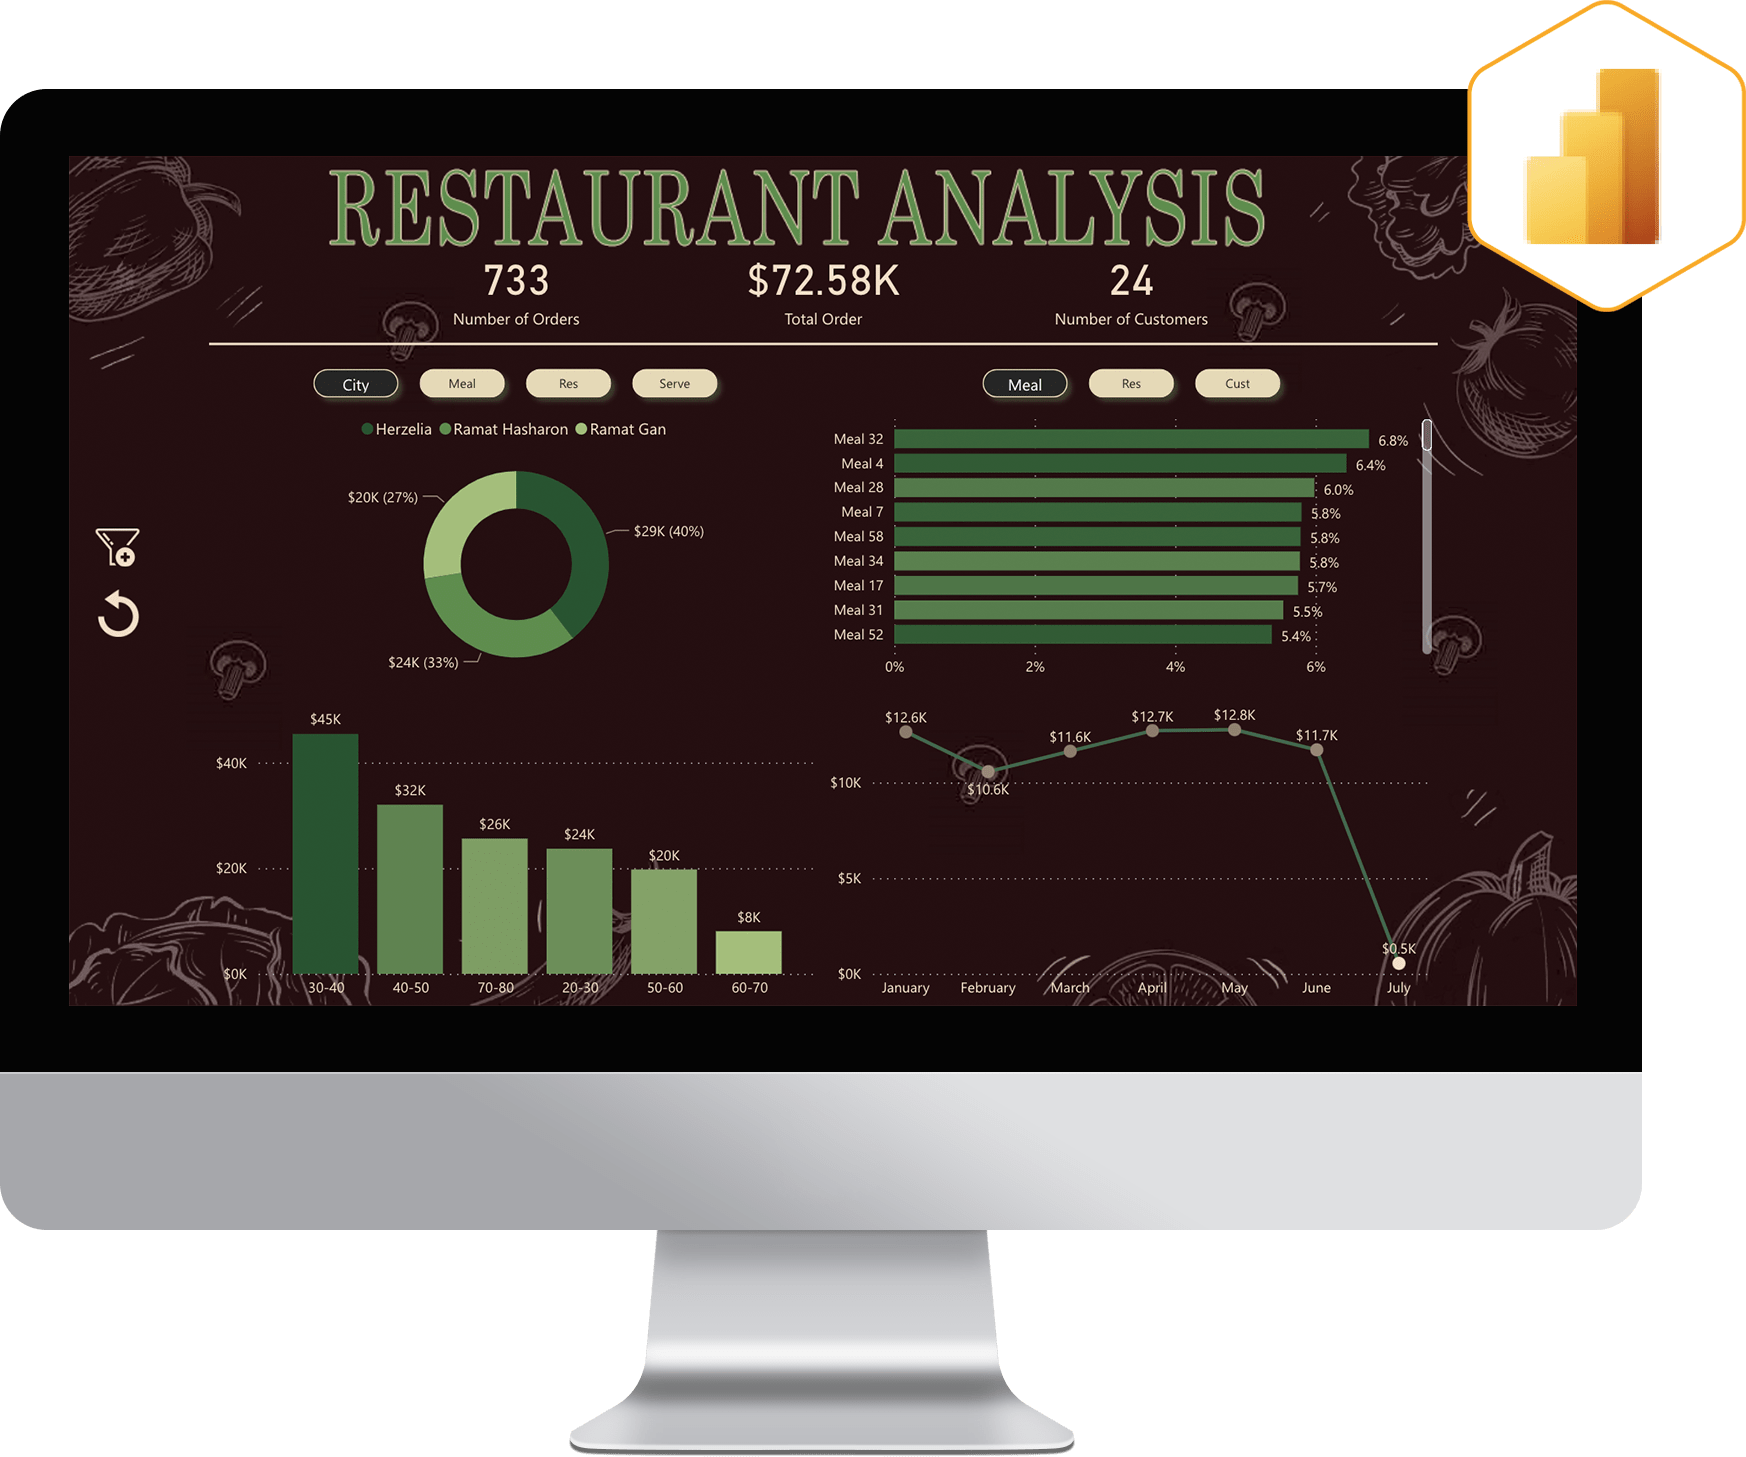 RESTAURANT ANALYSIS
733
$72.58K
24
Number of Orders
Total Order
Number of Customers
City
Meal
Res
Serve
Herzelia
Ramat Hasharon
Ramat Gan
$20K (27%)
$29K (40%)
$24K (33%)
Meal
Res
Cust
Meal 32
6.8%
Meal 4
6.4%
Meal 28
6.0%
Meal 7
5.8%
Meal 58
5.8%
Meal 34
5.8%
Meal 17
5.7%
Meal 31
5.5%
Meal 52
5.4%
0%
2%
4%
6%
$45K
$32K
$26K
$24K
$20K
$8K
$40K
$20K
$0K
30-40
40-50
70-80
20-30
50-60
60-70
$12.6K
$10.6K
$11.6K
$12.7K
$12.8K
$11.7K
$0.5K
$10K
$5K
$0K
January
February
March
April
May
June
July